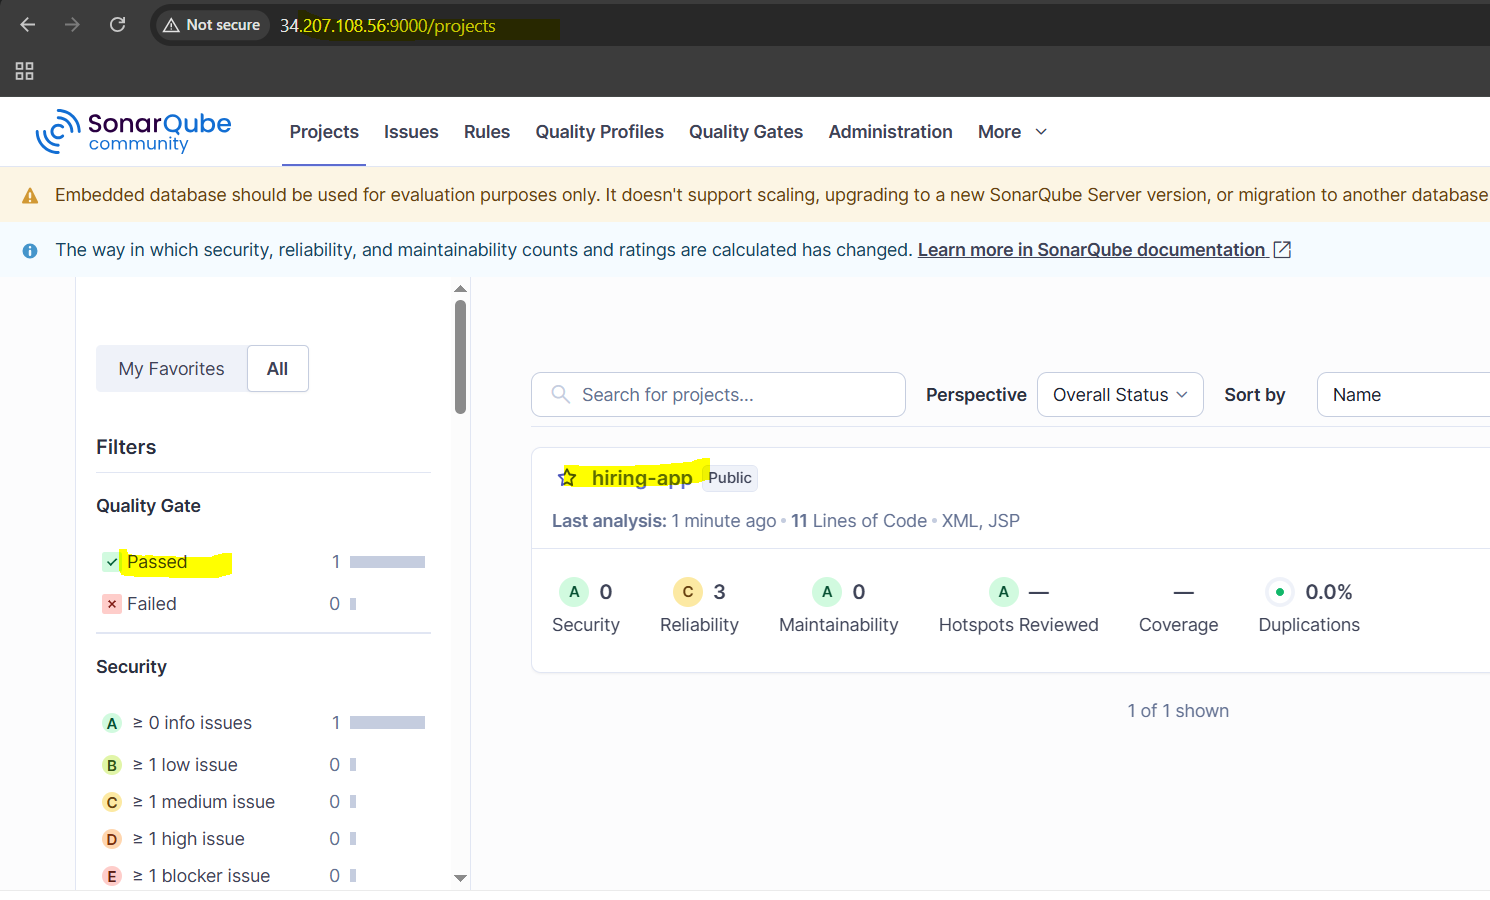 Not secure 34.207.108.56:9000/projects
SonarQube community
Projects Issues Rules Quality Profiles Quality Gates Administration More
Embedded database should be used for evaluation purposes only. It doesn't support scaling, upgrading to a new SonarQube Server version, or migration to another database
The way in which security, reliability, and maintainability counts and ratings are calculated has changed. Learn more in SonarQube documentation
My Favorites All
Filters
Quality Gate
Passed 1
Failed 0
Security
A ≥ 0 info issues 1
B ≥ 1 low issue 0
C ≥ 1 medium issue 0
D ≥ 1 high issue 0
E ≥ 1 blocker issue 0
Search for projects... Perspective Overall Status Sort by Name
hiring-app Public
Last analysis: 1 minute ago • 11 Lines of Code • XML, JSP
A 0 C 3 A 0 A — — 0.0%
Security Reliability Maintainability Hotspots Reviewed Coverage Duplications
1 of 1 shown